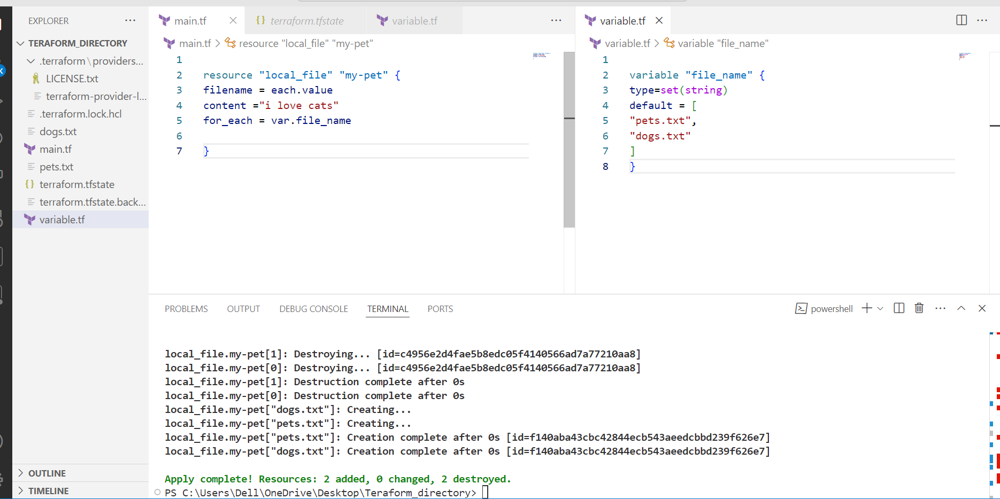 EXPLORER
TERAFORM_DIRECTORY
.terraform\providers...
LICENSE.txt
terraform-provider-l...
.terraform.lock.hcl
dogs.txt
main.tf
pets.txt
terraform.tfstate
terraform.tfstate.back...
variable.tf
OUTLINE
TIMELINE
main.tf
terraform.tfstate
variable.tf
main.tf > resource "local_file" "my-pet"
1
2 resource "local_file" "my-pet" {
3 filename = each.value
4 content ="i love cats"
5 for_each = var.file_name
6
7 }
variable.tf
variable.tf > variable "file_name"
1
2 variable "file_name" {
3 type=set(string)
4 default = [
5 "pets.txt",
6 "dogs.txt"
7 ]
8 }
PROBLEMS OUTPUT DEBUG CONSOLE TERMINAL PORTS
powershell
local_file.my-pet[1]: Destroying... [id=c4956e2d4fae5b8edc05f4140566ad7a77210aa8]
local_file.my-pet[0]: Destroying... [id=c4956e2d4fae5b8edc05f4140566ad7a77210aa8]
local_file.my-pet[1]: Destruction complete after 0s
local_file.my-pet[0]: Destruction complete after 0s
local_file.my-pet["dogs.txt"]: Creating...
local_file.my-pet["pets.txt"]: Creating...
local_file.my-pet["pets.txt"]: Creation complete after 0s [id=f140aba43cbc42844ecb543aeedcbbd239f626e7]
local_file.my-pet["dogs.txt"]: Creation complete after 0s [id=f140aba43cbc42844ecb543aeedcbbd239f626e7]
Apply complete! Resources: 2 added, 0 changed, 2 destroyed.
PS C:\Users\Dell\OneDrive\Desktop\Teraform_directory>